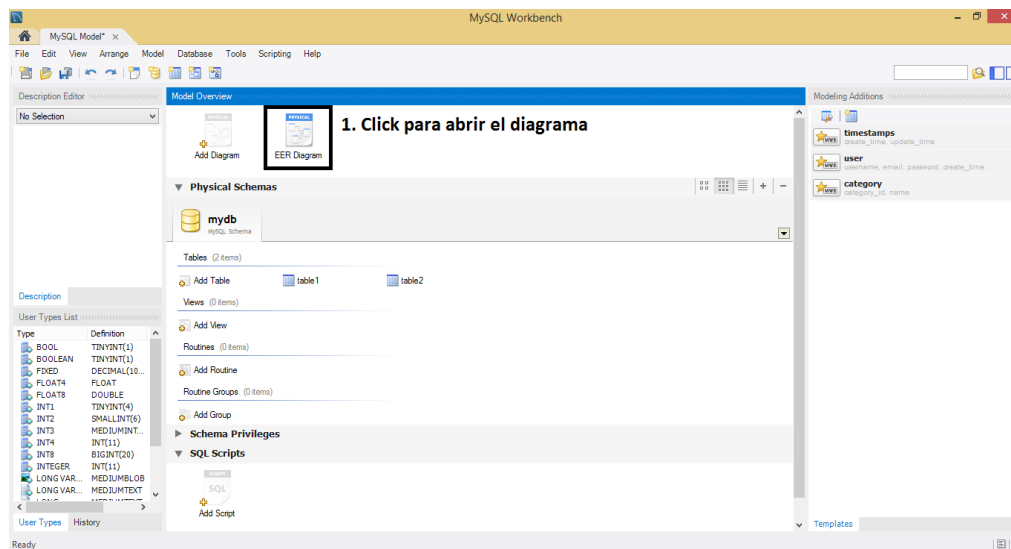 MySQL Workbench
MySQL Model* ×
File Edit View Arrange Model Database Tools Scripting Help
Description Editor
No Selection
Description
User Types List
Type Definition
BOOL TINYINT(1)
BOOLEAN TINYINT(1)
FIXED DECIMAL(10...
FLOAT4 FLOAT
FLOAT8 DOUBLE
INT1 TINYINT(4)
INT2 SMALLINT(6)
INT3 MEDIUMINT...
INT4 INT(11)
INT8 BIGINT(20)
INTEGER INT(11)
LONG VAR... MEDIUMBLOB
LONG VAR... MEDIUMTEXT
User Types History
Model Overview
PHYSICAL
Add Diagram
PHYSICAL
EER Diagram
1. Click para abrir el diagrama
Physical Schemas
mydb
MySQL Schema
Tables (2 items)
Add Table table1 table2
Views (0 items)
Add View
Routines (0 items)
Add Routine
Routine Groups (0 items)
Add Group
Schema Privileges
SQL Scripts
SQL
Add Script
Modeling Additions
timestamps
create_time, update_time
user
username, email, password, create_time
category
category_id, name
Templates
Ready